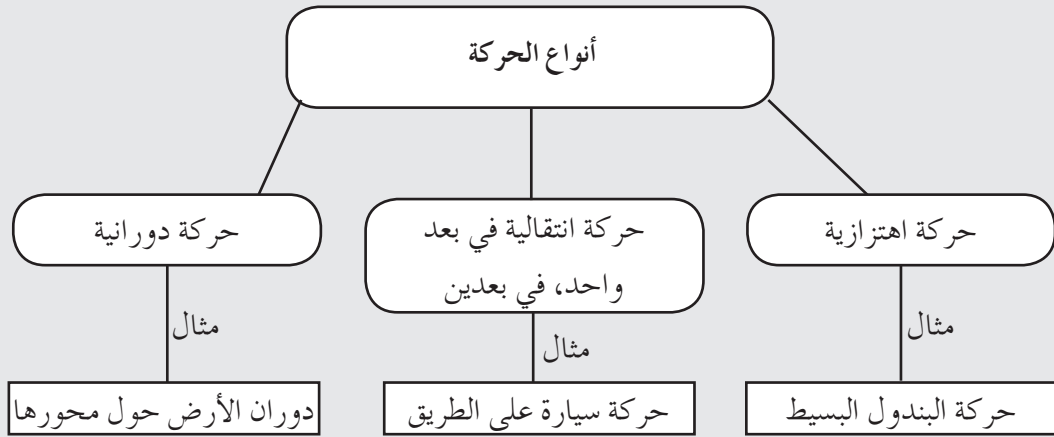 أنواع الحركة
حركة اهتزازية
حركة انتقالية في بعد
واحد، في بعدين
حركة دورانية
مثال
مثال
مثال
حركة البندول البسيط
حركة سيارة على الطريق
دوران الأرض حول محورها